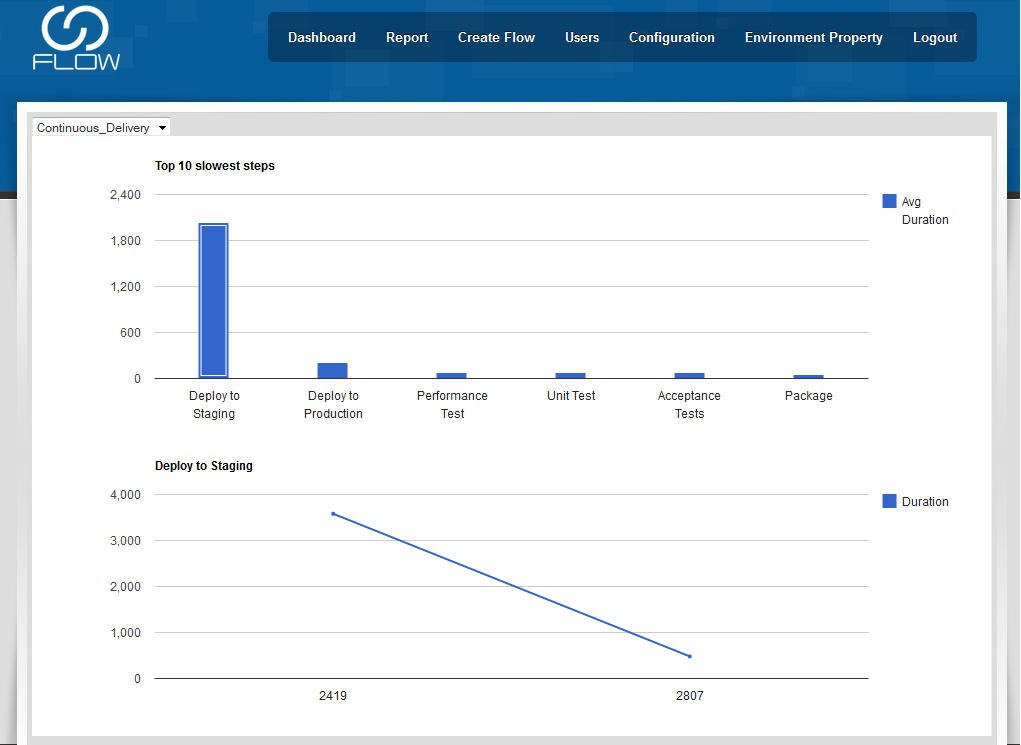 FLOW
Dashboard Report Create Flow Users Configuration Environment Property Logout
Continuous_Delivery
Top 10 slowest steps
2,400
1,800
1,200
600
0
Avg
Duration
Deploy to
Staging
Deploy to
Production
Performance
Test
Unit Test
Acceptance
Tests
Package
Deploy to Staging
4,000
3,000
2,000
1,000
0
Duration
2419
2807